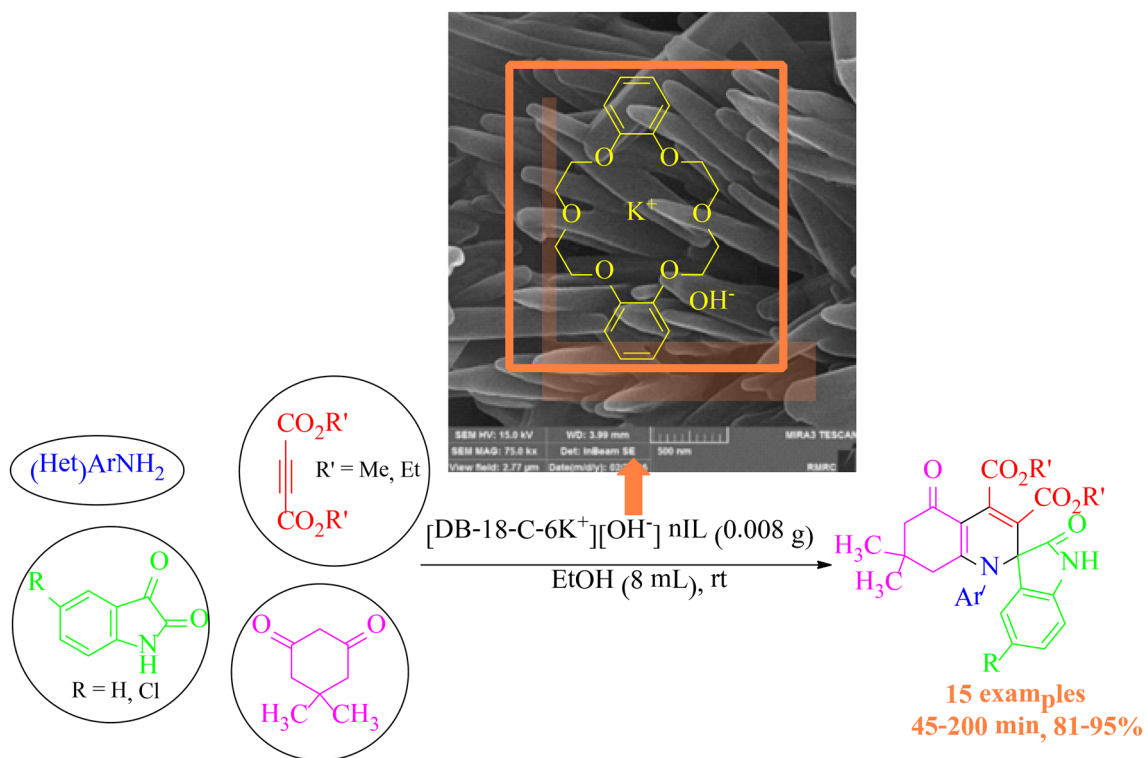 O O
K+
O O
O O
OH-
SEM HV: 15.0 kV WD: 3.99 mm MIRA3 TESCAN
SEM MAG: 75.0 kx Det: InBeam SE 500 nm
View field: 2.77 µm Date(m/d/y): RMRC
(Het)ArNH2
CO2R'
R' = Me, Et
CO2R'
R
O
O
N
H
R = H, Cl
O O
H3C CH3
[DB-18-C-6K+][OH-] nIL (0.008 g)
EtOH (8 mL), rt
O CO2R'
CO2R'
O
H3C
H3C
N
NH
Ar'
R
15 examples
45-200 min, 81-95%